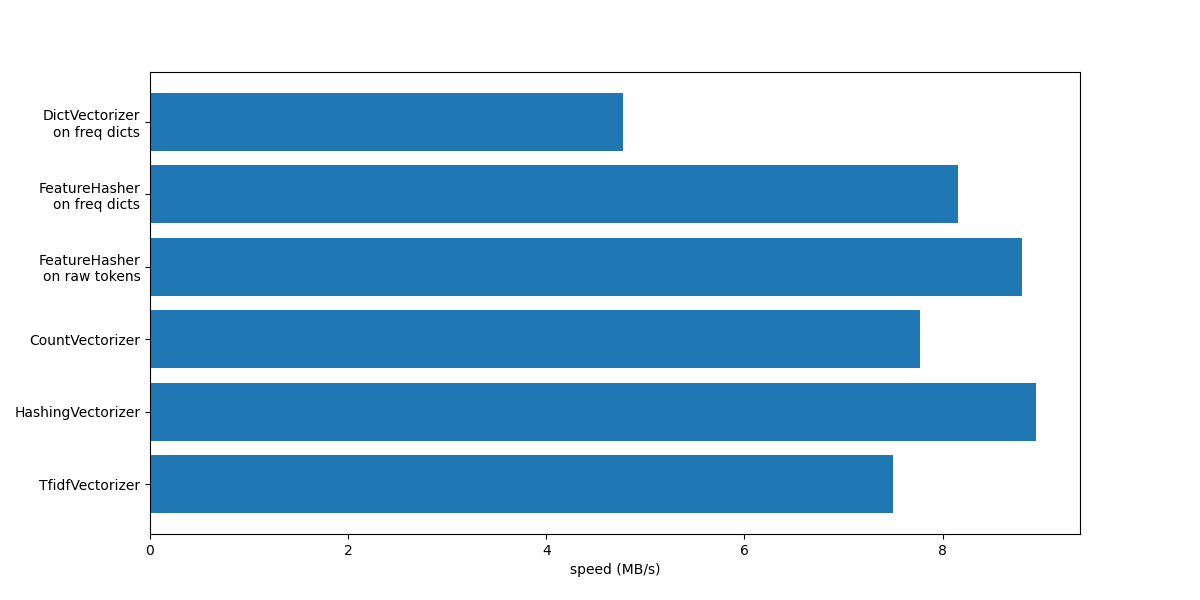 DictVectorizer
on freq dicts
FeatureHasher
on freq dicts
FeatureHasher
on raw tokens
CountVectorizer
HashingVectorizer
TfidfVectorizer
0 2 4 6 8
speed (MB/s)